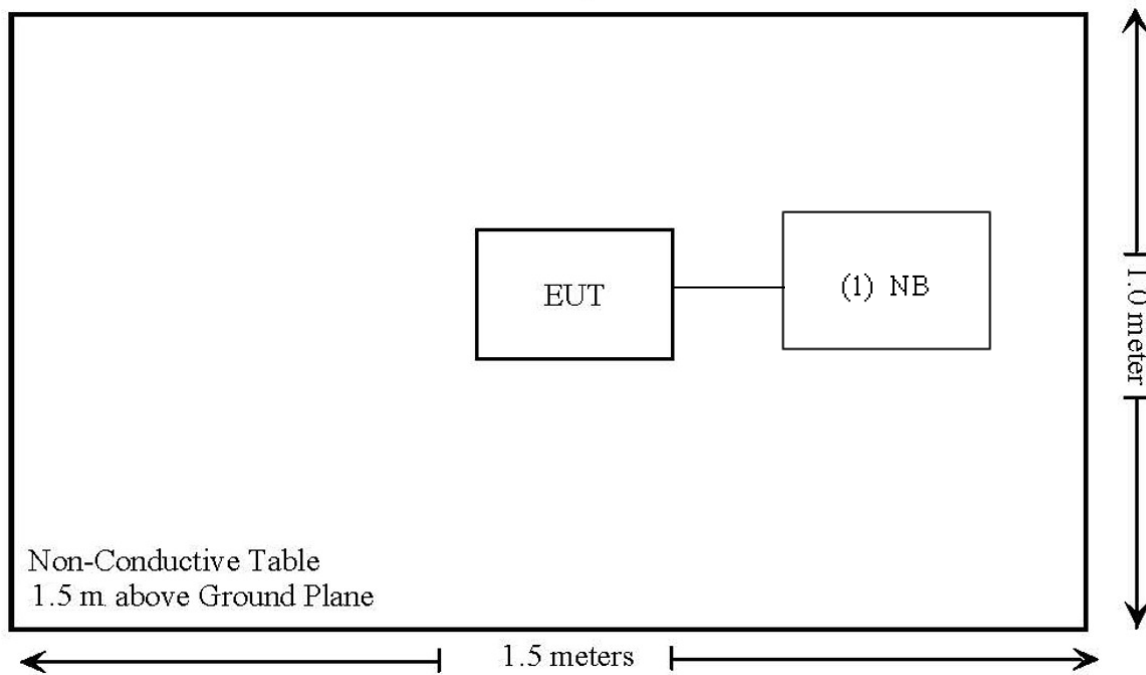 EUT
(1) NB
1.0 meter
Non-Conductive Table
1.5 m above Ground Plane
1.5 meters